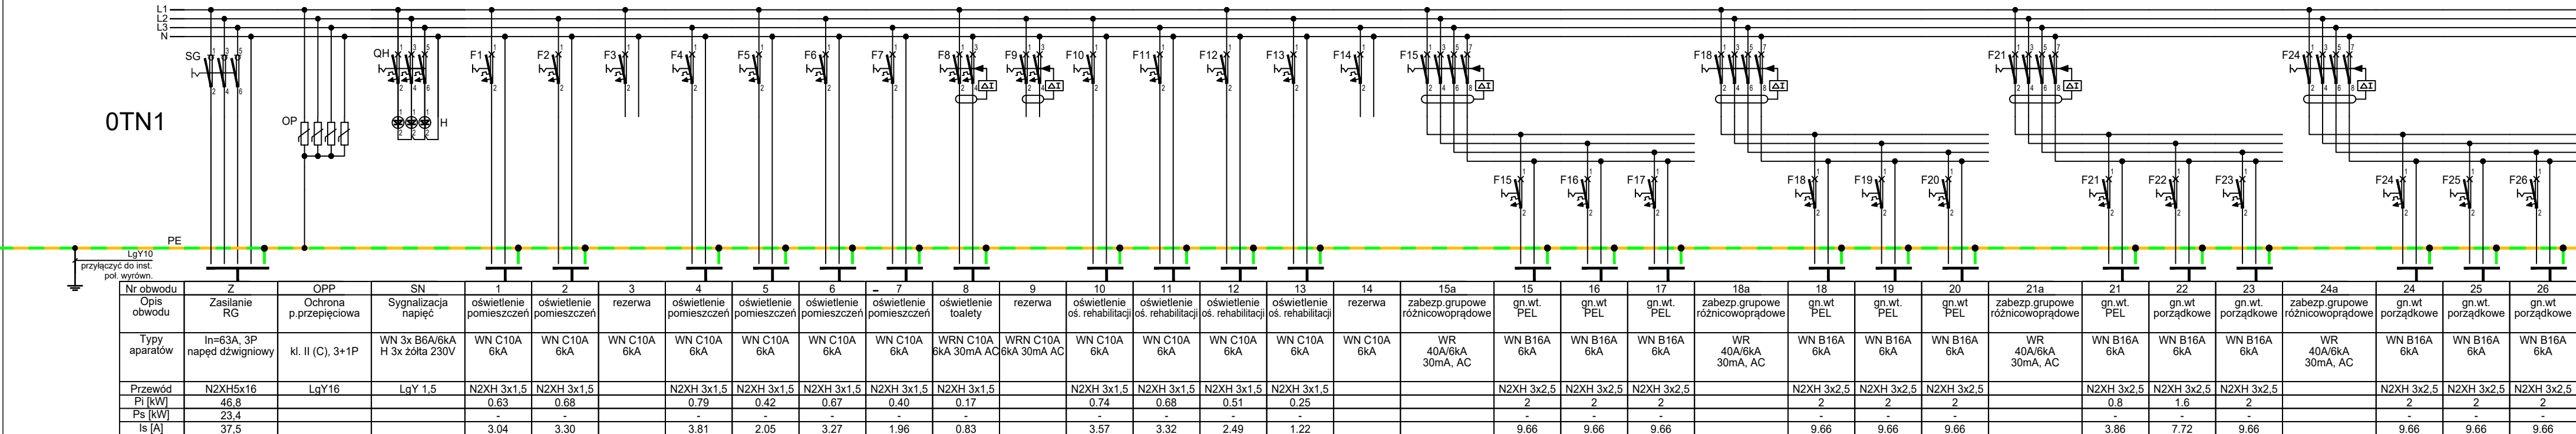 L1
L2
L3
N
SG QH F1 F2 F3 F4 F5 F6 F7 F8 F9 F10 F11 F12 F13 F14 F15 F18 F21 F24
ΔI ΔI ΔI ΔI ΔI ΔI
0TN1 OP H
F15 F16 F17 F18 F19 F20 F21 F22 F23 F24 F25 F26
PE
LgY10
przyłączyć do inst.
poł. wyrówn.
Nr obwodu Z OPP SN 1 2 3 4 5 6 7 8 9 10 11 12 13 14 15a 15 16 17 18a 18 19 20 21a 21 22 23 24a 24 25 26
Opis Zasilanie Ochrona Sygnalizacja oświetlenie oświetlenie rezerwa oświetlenie oświetlenie oświetlenie oświetlenie oświetlenie rezerwa oświetlenie oświetlenie oświetlenie oświetlenie rezerwa zabezp.grupowe gn.wt. gn.wt gn.wt. zabezp.grupowe gn.wt gn.wt. gn.wt. zabezp.grupowe gn.wt. gn.wt gn.wt zabezp.grupowe gn.wt gn.wt gn.wt
obwodu RG p.przepięciowa napięć pomieszczeń pomieszczeń pomieszczeń pomieszczeń pomieszczeń pomieszczeń toalety oś. rehabilitacji oś. rehabilitacji oś. rehabilitacji oś. rehabilitacji różnicowoprądowe PEL PEL PEL różnicowoprądowe PEL PEL PEL różnicowoprądowe PEL porządkowe porządkowe różnicowoprądowe porządkowe porządkowe porządkowe
Typy In=63A, 3P WN 3x B6A/6kA WN C10A WN C10A WN C10A WN C10A WN C10A WN C10A WN C10A WRN C10A WRN C10A WN C10A WN C10A WN C10A WN C10A WN C10A WR WN B16A WN B16A WN B16A WR WN B16A WN B16A WN B16A WR WN B16A WN B16A WN B16A WR WN B16A WN B16A WN B16A
aparatów napęd dźwigniowy kl. II (C), 3+1P H 3x żółta 230V 6kA 6kA 6kA 6kA 6kA 6kA 6kA 6kA 30mA AC 6kA 30mA AC 6kA 6kA 6kA 6kA 6kA 40A/6kA 6kA 6kA 6kA 40A/6kA 6kA 6kA 6kA 40A/6kA 6kA 6kA 6kA 40A/6kA 6kA 6kA 6kA
30mA, AC 30mA, AC 30mA, AC 30mA, AC
Przewód N2XH5x16 LgY16 LgY 1,5 N2XH 3x1,5 N2XH 3x1,5 N2XH 3x1,5 N2XH 3x1,5 N2XH 3x1,5 N2XH 3x1,5 N2XH 3x1,5 N2XH 3x1,5 N2XH 3x1,5 N2XH 3x1,5 N2XH 3x1,5 N2XH 3x2,5 N2XH 3x2,5 N2XH 3x2,5 N2XH 3x2,5 N2XH 3x2,5 N2XH 3x2,5 N2XH 3x2,5 N2XH 3x2,5 N2XH 3x2,5 N2XH 3x2,5 N2XH 3x2,5 N2XH 3x2,5
Pi [kW] 46,8 0.63 0.68 0.79 0.42 0.67 0.40 0.17 0.74 0.68 0.51 0.25 2 2 2 2 2 2 0.8 1.6 2 2 2 2
Ps [kW] 23,4 - - - - - - - - - - - - - - - - - - - - - - -
Is [A] 37,5 3.04 3.30 3.81 2.05 3.27 1.96 0.83 3.57 3.32 2.49 1.22 9.66 9.66 9.66 9.66 9.66 9.66 3.86 7.72 9.66 9.66 9.66 9.66